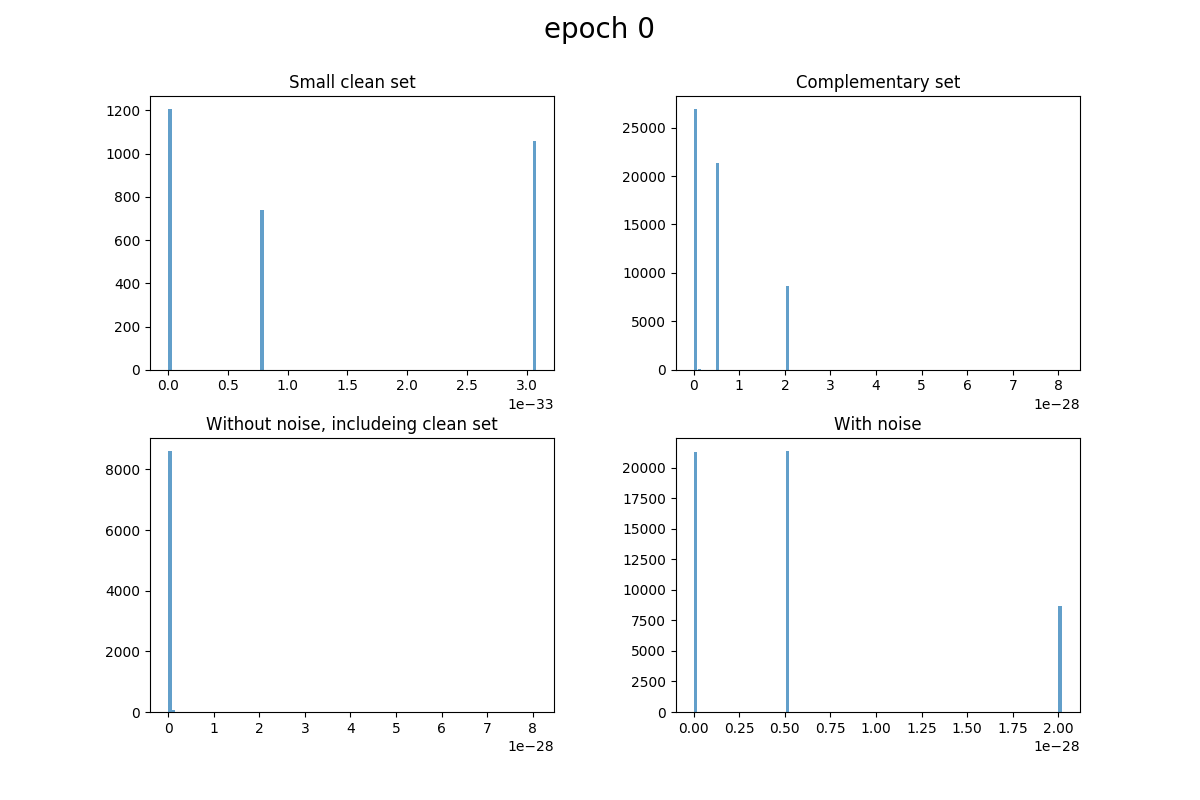 epoch 0
Small clean set
1200
1000
800
600
400
200
0
0.0 0.5 1.0 1.5 2.0 2.5 3.0
1e−33
Complementary set
25000
20000
15000
10000
5000
0
0 1 2 3 4 5 6 7 8
1e−28
Without noise, includeing clean set
8000
6000
4000
2000
0
0 1 2 3 4 5 6 7 8
1e−28
With noise
20000
17500
15000
12500
10000
7500
5000
2500
0
0.00 0.25 0.50 0.75 1.00 1.25 1.50 1.75 2.00
1e−28